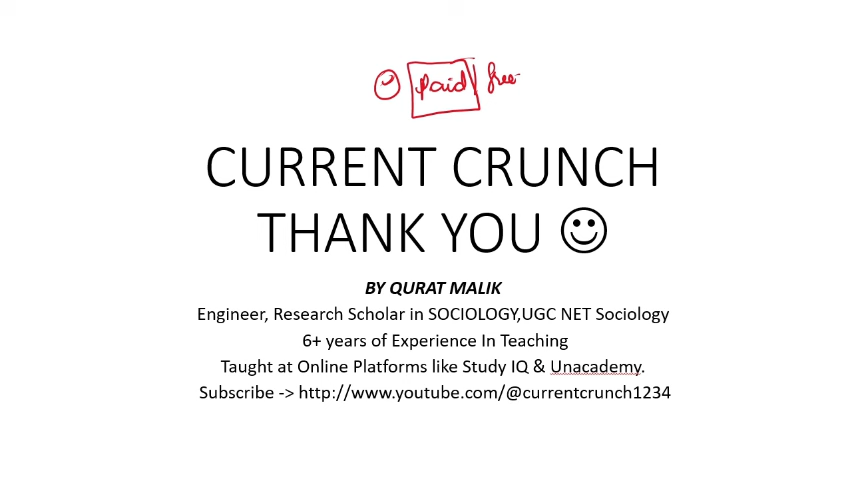 paid / free
CURRENT CRUNCH
THANK YOU ☺
BY QURAT MALIK
Engineer, Research Scholar in SOCIOLOGY,UGC NET Sociology
6+ years of Experience In Teaching
Taught at Online Platforms like Study IQ & Unacademy.
Subscribe -> http://www.youtube.com/@currentcrunch1234